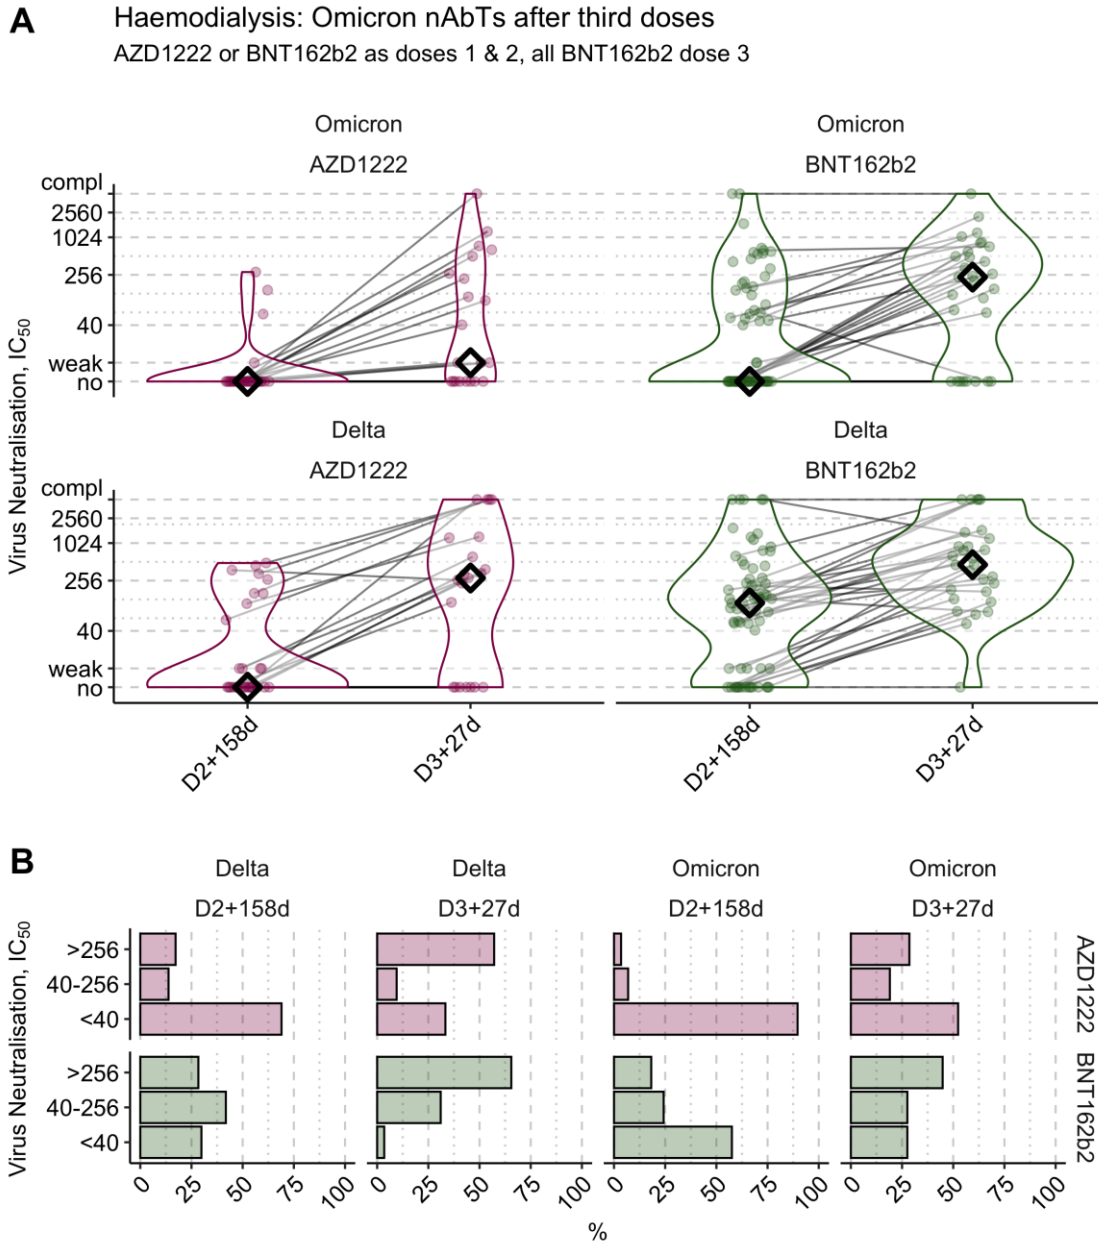 A
Haemodialysis: Omicron nAbTs after third doses
AZD1222 or BNT162b2 as doses 1 & 2, all BNT162b2 dose 3
Omicron Omicron
AZD1222 BNT162b2
Virus Neutralisation, IC50
compl
2560
1024
256
40
weak
no
Delta Delta
AZD1222 BNT162b2
compl
2560
1024
256
40
weak
no
D2+158d D3+27d D2+158d D3+27d
B
Delta Delta Omicron Omicron
D2+158d D3+27d D2+158d D3+27d
Virus Neutralisation, IC50
>256
40-256
<40
AZD1222
>256
40-256
<40
BNT162b2
0 25 50 75 100 0 25 50 75 100 0 25 50 75 100 0 25 50 75 100
%